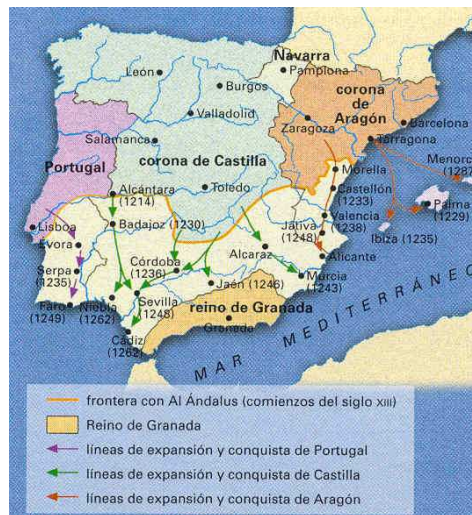 Navarra
León
Pamplona
Burgos
corona
de
Aragón
Valladolid
Zaragoza
Barcelona
Salamanca
Tarragona
Portugal
corona de Castilla
Morella
Menorca
(1287)
Alcántara
(1214)
Toledo
Castellón
(1233)
Palma
(1229)
Lisboa
Badajoz (1230)
Valencia
(1238)
Évora
Játiva
(1248)
Ibiza (1235)
Córdoba
(1236)
Alcaraz
Alicante
Serpa
(1235)
Jaén (1246)
Murcia
(1243)
Faro
(1249)
Niebla
(1262)
Sevilla
(1248)
reino de Granada
Granada
Cádiz
(1262)
MAR MEDITERRÁNEO
frontera con Al Ándalus (comienzos del siglo XIII)
Reino de Granada
líneas de expansión y conquista de Portugal
líneas de expansión y conquista de Castilla
líneas de expansión y conquista de Aragón